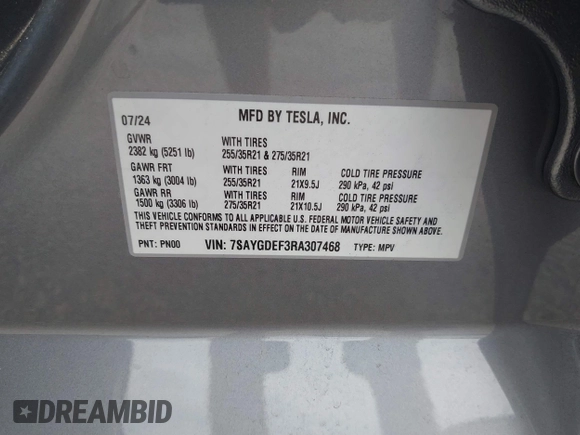 07/24 MFD BY TESLA, INC.
GVWR WITH TIRES
2382 kg (5251 lb) 255/35R21 & 275/35R21
GAWR FRT WITH TIRES RIM COLD TIRE PRESSURE
1363 kg (3004 lb) 255/35R21 21X9.5J 290 kPa, 42 psi
GAWR RR WITH TIRES RIM COLD TIRE PRESSURE
1500 kg (3306 lb) 275/35R21 21X10.5J 290 kPa, 42 psi
THIS VEHICLE CONFORMS TO ALL APPLICABLE U.S. FEDERAL MOTOR VEHICLE SAFETY AND
THEFT PREVENTION STANDARDS IN EFFECT ON THE DATE OF MANUFACTURE SHOWN ABOVE.
PNT: PN00 VIN: 7SAYGDEF3RA307468 TYPE: MPV
DREAMBID